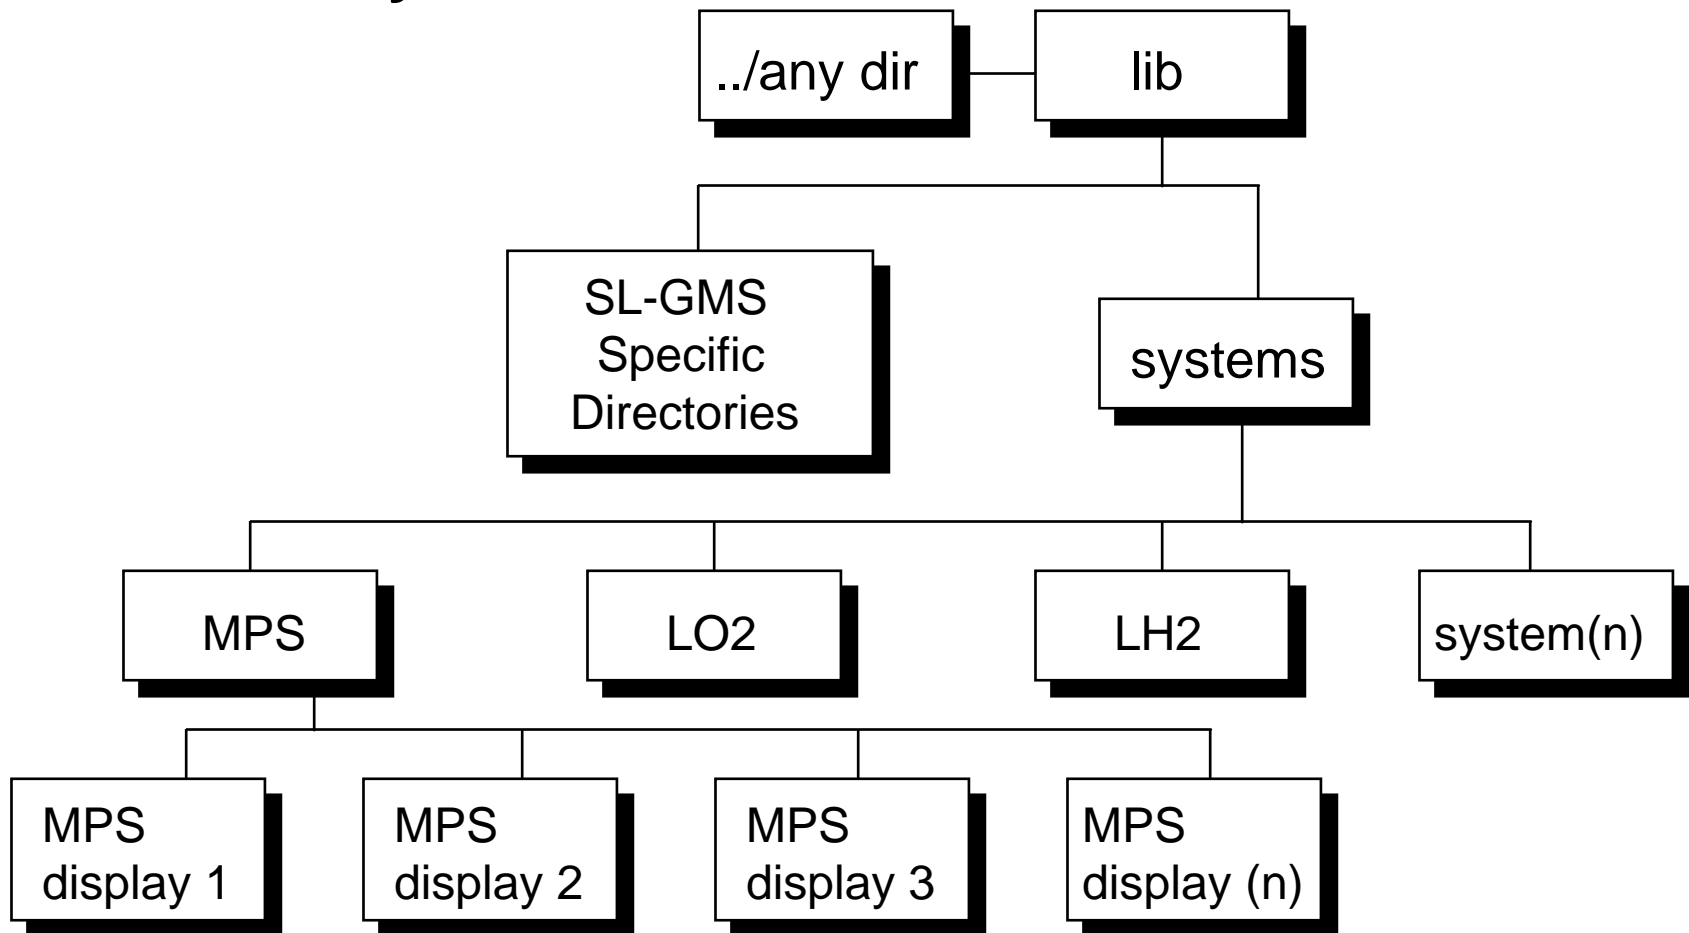 ../any dir
lib
SL-GMS
Specific
Directories
systems
MPS
LO2
LH2
system(n)
MPS
display 1
MPS
display 2
MPS
display 3
MPS
display (n)